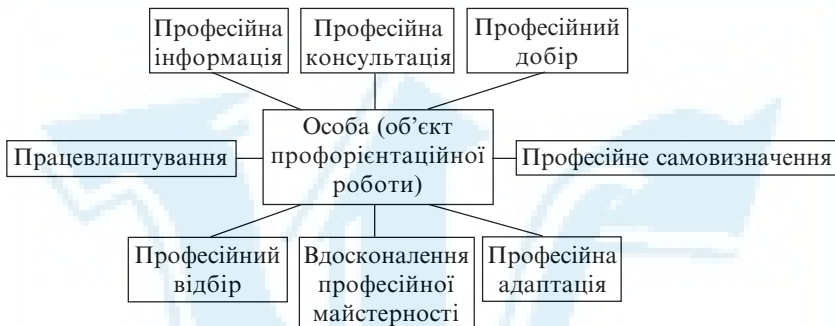 Професійна
інформація
Професійна
консультація
Професійний
добір
Працевлаштування
Особа (об’єкт
профорієнтаційної
роботи)
Професійне самовизначення
Професійний
відбір
Вдосконалення
професійної
майстерності
Професійна
адаптація